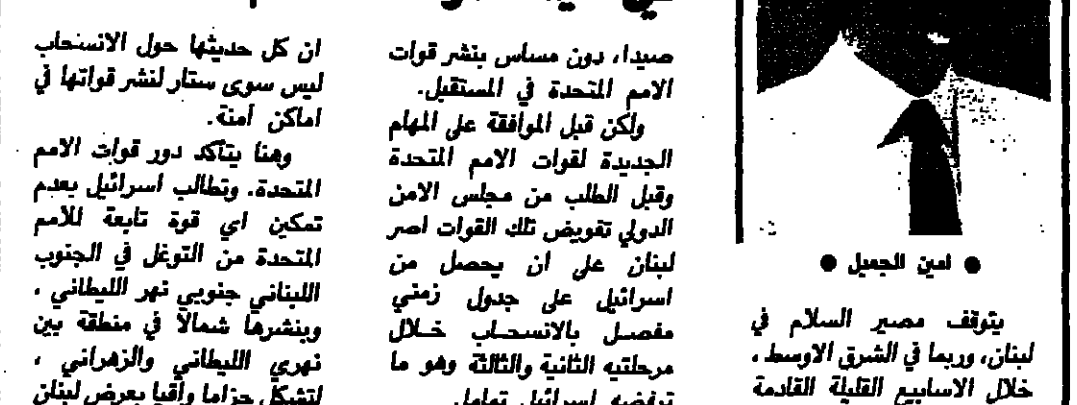 ● امين الجميل ●
يتوقف مصير السلام في
لبنان، وربما في الشرق الاوسط ،
خلال الاسابيع القليلة القادمة
صيدا، دون مساس بنشر قوات
الامم المتحدة في المستقبل.
ولكن قبل الموافقة على المهام
الجديدة لقوات الامم المتحدة
وقبل الطلب من مجلس الامن
الدولي تفويض تلك القوات اصر
لبنان على ان يحصل من
اسرائيل على جدول زمني
مفصل بالانسحاب خلال
مرحلتيه الثانية والثالثة وهو ما
ترفضه اسرائيل تماما.
ان كل حديثها حول الانسحاب
ليس سوى ستار لنشر قواتها في
اماكن آمنة.
وهنا يتأكد دور قوات الامم
المتحدة. وتطالب اسرائيل بعدم
تمكين اي قوة تابعة للامم
المتحدة من التوغل في الجنوب
اللبناني جنوبي نهر الليطاني ،
وبنشرها شمالا في منطقة بين
نهري الليطاني والزهراني ،
لتشكل حزاما واقيا بعرض لبنان